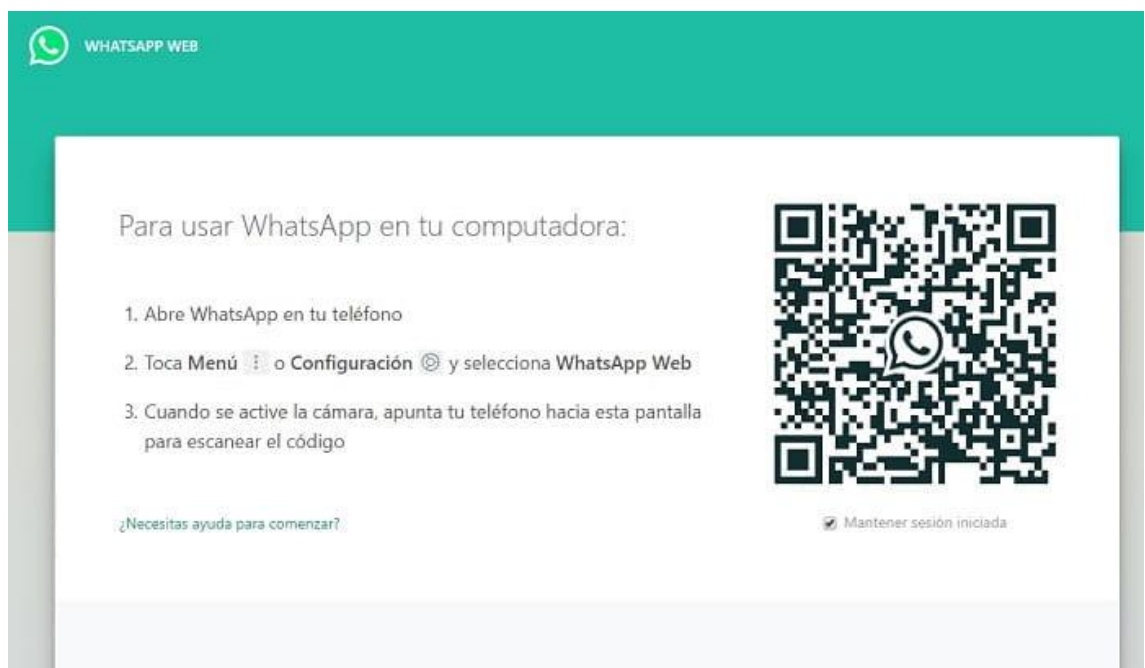 WHATSAPP WEB
Para usar WhatsApp en tu computadora:
1. Abre WhatsApp en tu teléfono
2. Toca Menú o Configuración y selecciona WhatsApp Web
3. Cuando se active la cámara, apunta tu teléfono hacia esta pantalla
para escanear el código
¿Necesitas ayuda para comenzar?
Mantener sesión iniciada